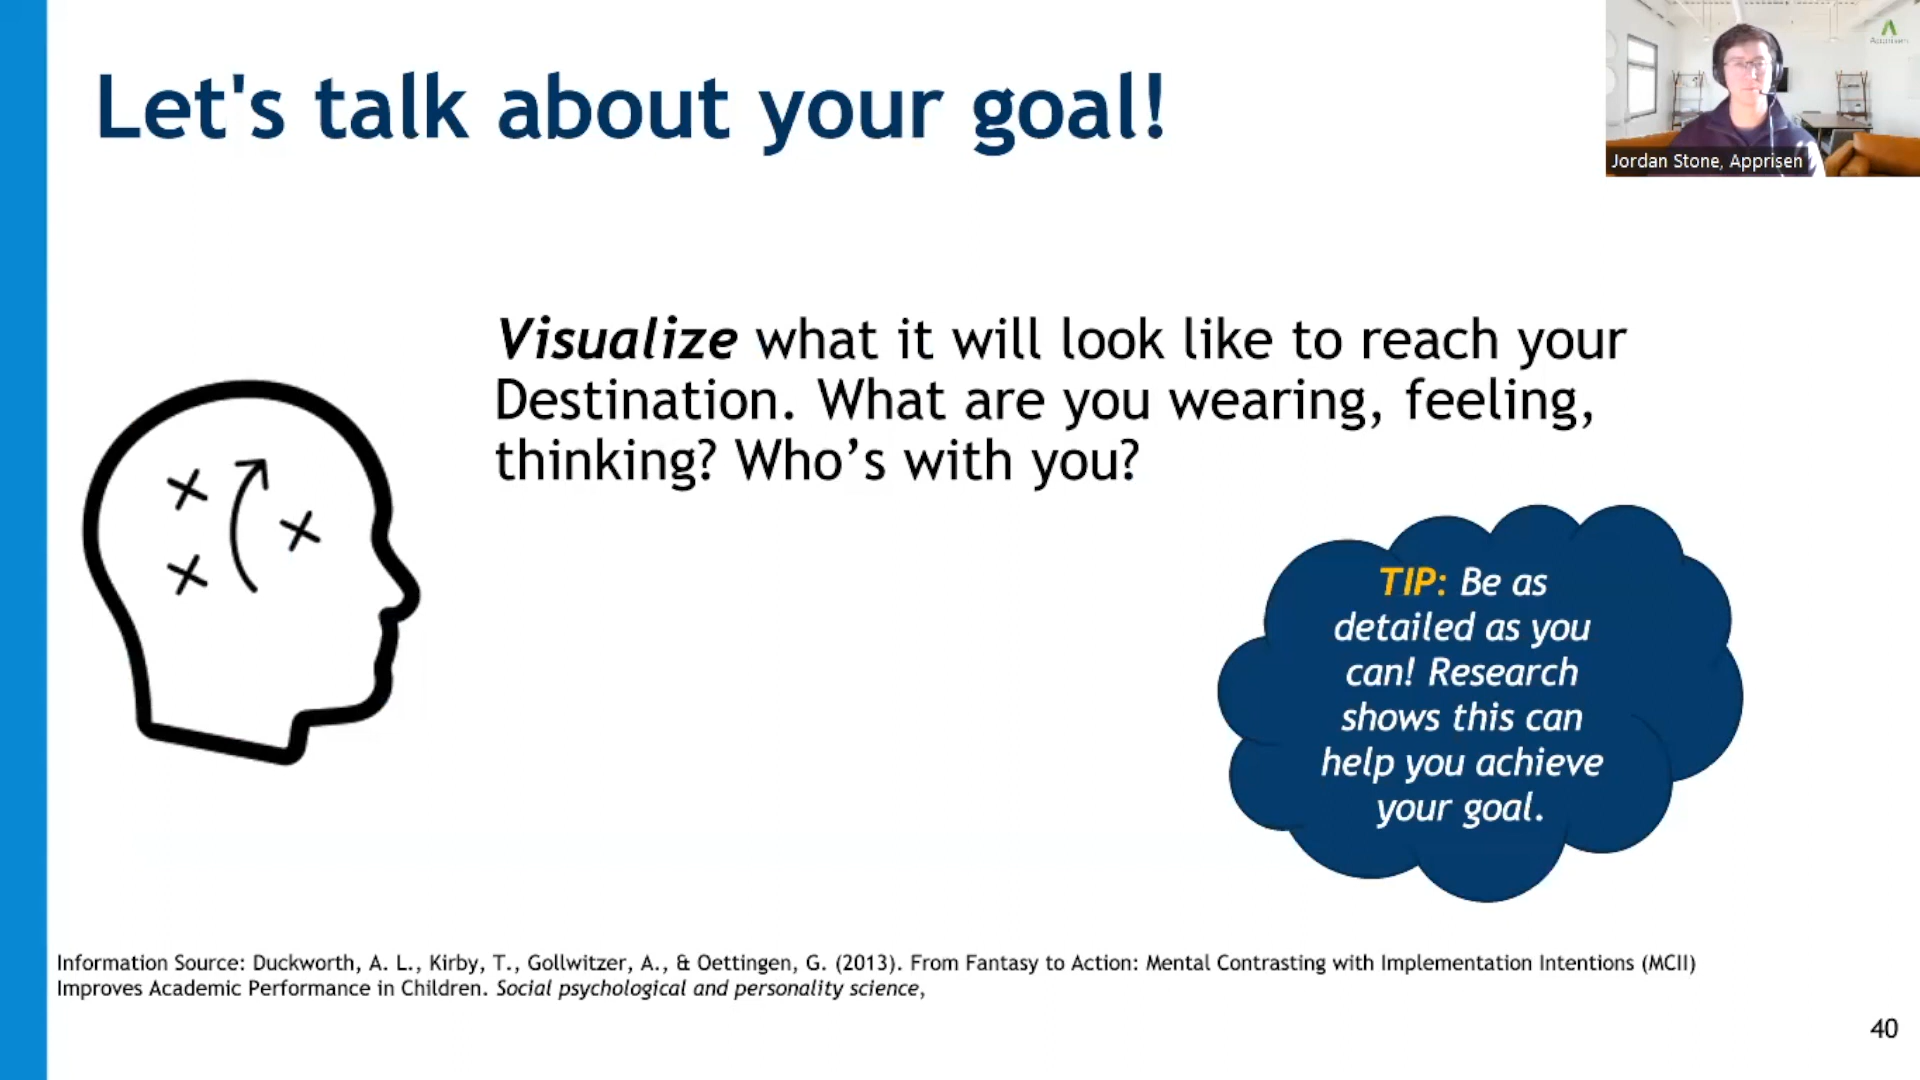 Let's talk about your goal!
Apprisen
Jordan Stone, Apprisen
Visualize what it will look like to reach your
Destination. What are you wearing, feeling,
thinking? Who’s with you?
TIP: Be as
detailed as you
can! Research
shows this can
help you achieve
your goal.
Information Source: Duckworth, A. L., Kirby, T., Gollwitzer, A., & Oettingen, G. (2013). From Fantasy to Action: Mental Contrasting with Implementation Intentions (MCII)
Improves Academic Performance in Children. Social psychological and personality science,
40